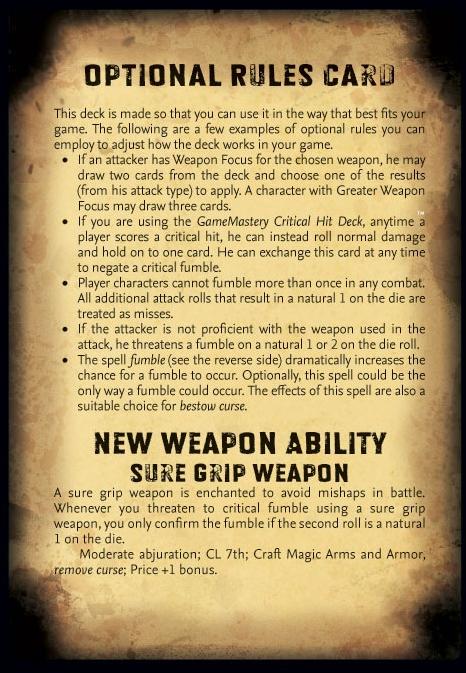 OPTIONAL RULES CARD
This deck is made so that you can use it in the way that best fits your
game. The following are a few examples of optional rules you can
employ to adjust how the deck works in your game.
• If an attacker has Weapon Focus for the chosen weapon, he may
draw two cards from the deck and choose one of the results
(from his attack type) to apply. A character with Greater Weapon
Focus may draw three cards.
™
• If you are using the GameMastery Critical Hit Deck, anytime a
player scores a critical hit, he can instead roll normal damage
and hold on to one card. He can exchange this card at any time
to negate a critical fumble.
• Player characters cannot fumble more than once in any combat.
All additional attack rolls that result in a natural 1 on the die are
treated as misses.
• If the attacker is not proficient with the weapon used in the
attack, he threatens a fumble on a natural 1 or 2 on the die roll.
• The spell fumble (see the reverse side) dramatically increases the
chance for a fumble to occur. Optionally, this spell could be the
only way a fumble could occur. The effects of this spell are also a
suitable choice for bestow curse.
NEW WEAPON ABILITY
SURE GRIP WEAPON
A sure grip weapon is enchanted to avoid mishaps in battle.
Whenever you threaten to critical fumble using a sure grip
weapon, you only confirm the fumble if the second roll is a natural
1 on the die.
Moderate abjuration; CL 7th; Craft Magic Arms and Armor,
remove curse; Price +1 bonus.